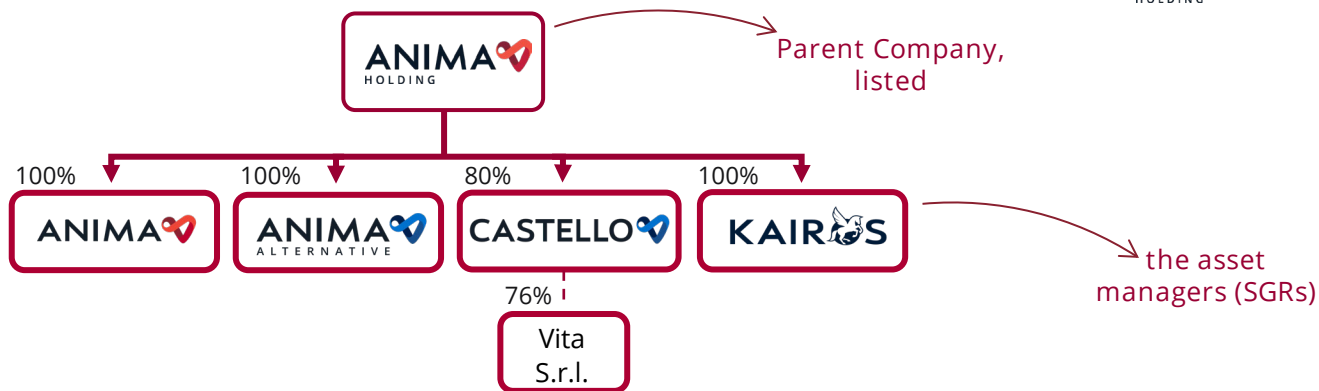 HOLDING
ANIMA
HOLDING
Parent Company,
listed
100%
100%
80%
100%
ANIMA
ANIMA
ALTERNATIVE
CASTELLO
KAIROS
the asset
managers (SGRs)
76%
Vita
S.r.l.